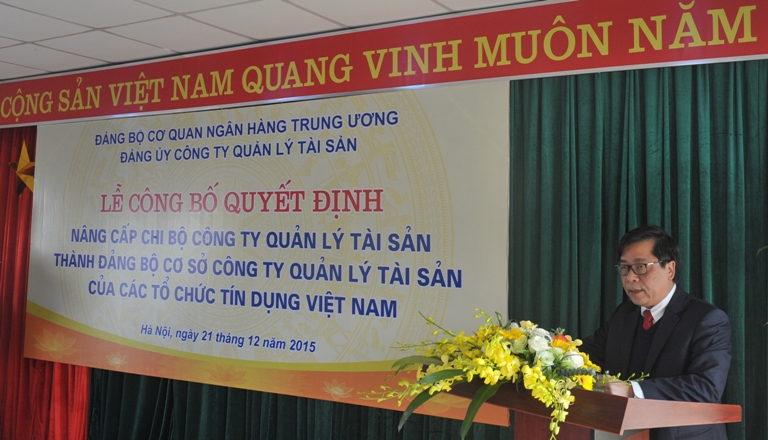 CỘNG SẢN VIỆT NAM QUANG VINH MUÔN NĂM
ĐẢNG BỘ CƠ QUAN NGÂN HÀNG TRUNG ƯƠNG
ĐẢNG ỦY CÔNG TY QUẢN LÝ TÀI SẢN
LỄ CÔNG BỐ QUYẾT ĐỊNH
NÂNG CẤP CHI BỘ CÔNG TY QUẢN LÝ TÀI SẢN
THÀNH ĐẢNG BỘ CƠ SỞ CÔNG TY QUẢN LÝ TÀI SẢN
CỦA CÁC TỔ CHỨC TÍN DỤNG VIỆT NAM
Hà Nội, ngày 21 tháng 12 năm 2015